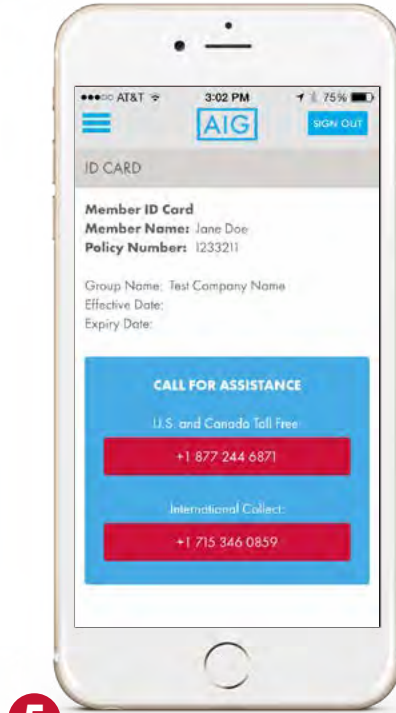 AT&T 3:02 PM 75%
AIG SIGN OUT
ID CARD
Member ID Card
Member Name: Jane Doe
Policy Number: 1233211
Group Name: Test Company Name
Effective Date:
Expiry Date:
CALL FOR ASSISTANCE
U.S. and Canada Toll Free
+1 877 244 6871
International Collect:
+1 715 346 0859
5